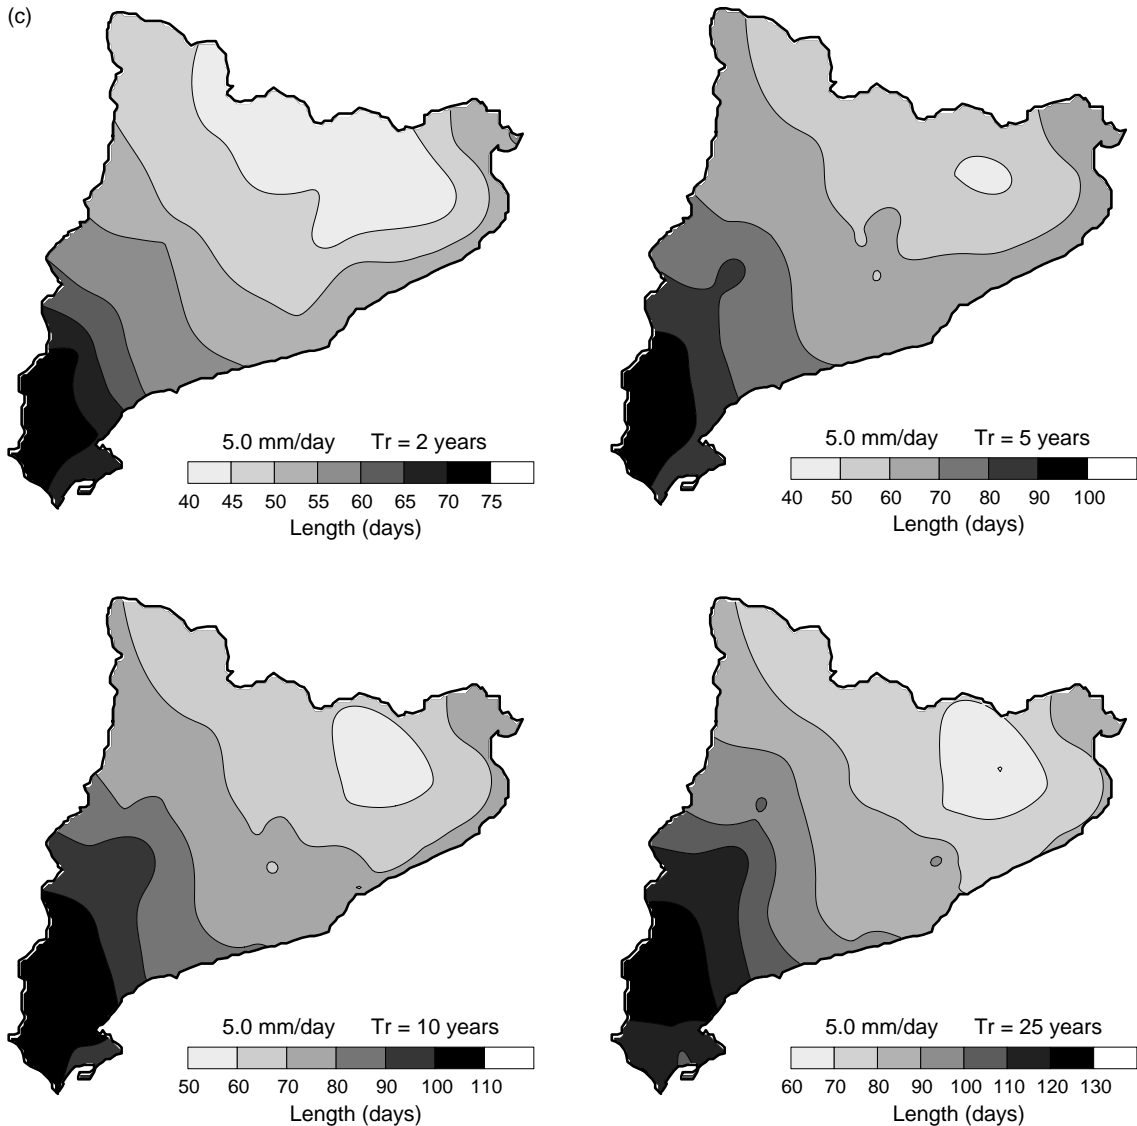 (c)
5.0 mm/day Tr = 2 years
40 45 50 55 60 65 70 75
Length (days)
5.0 mm/day Tr = 5 years
40 50 60 70 80 90 100
Length (days)
5.0 mm/day Tr = 10 years
50 60 70 80 90 100 110
Length (days)
5.0 mm/day Tr = 25 years
60 70 80 90 100 110 120 130
Length (days)